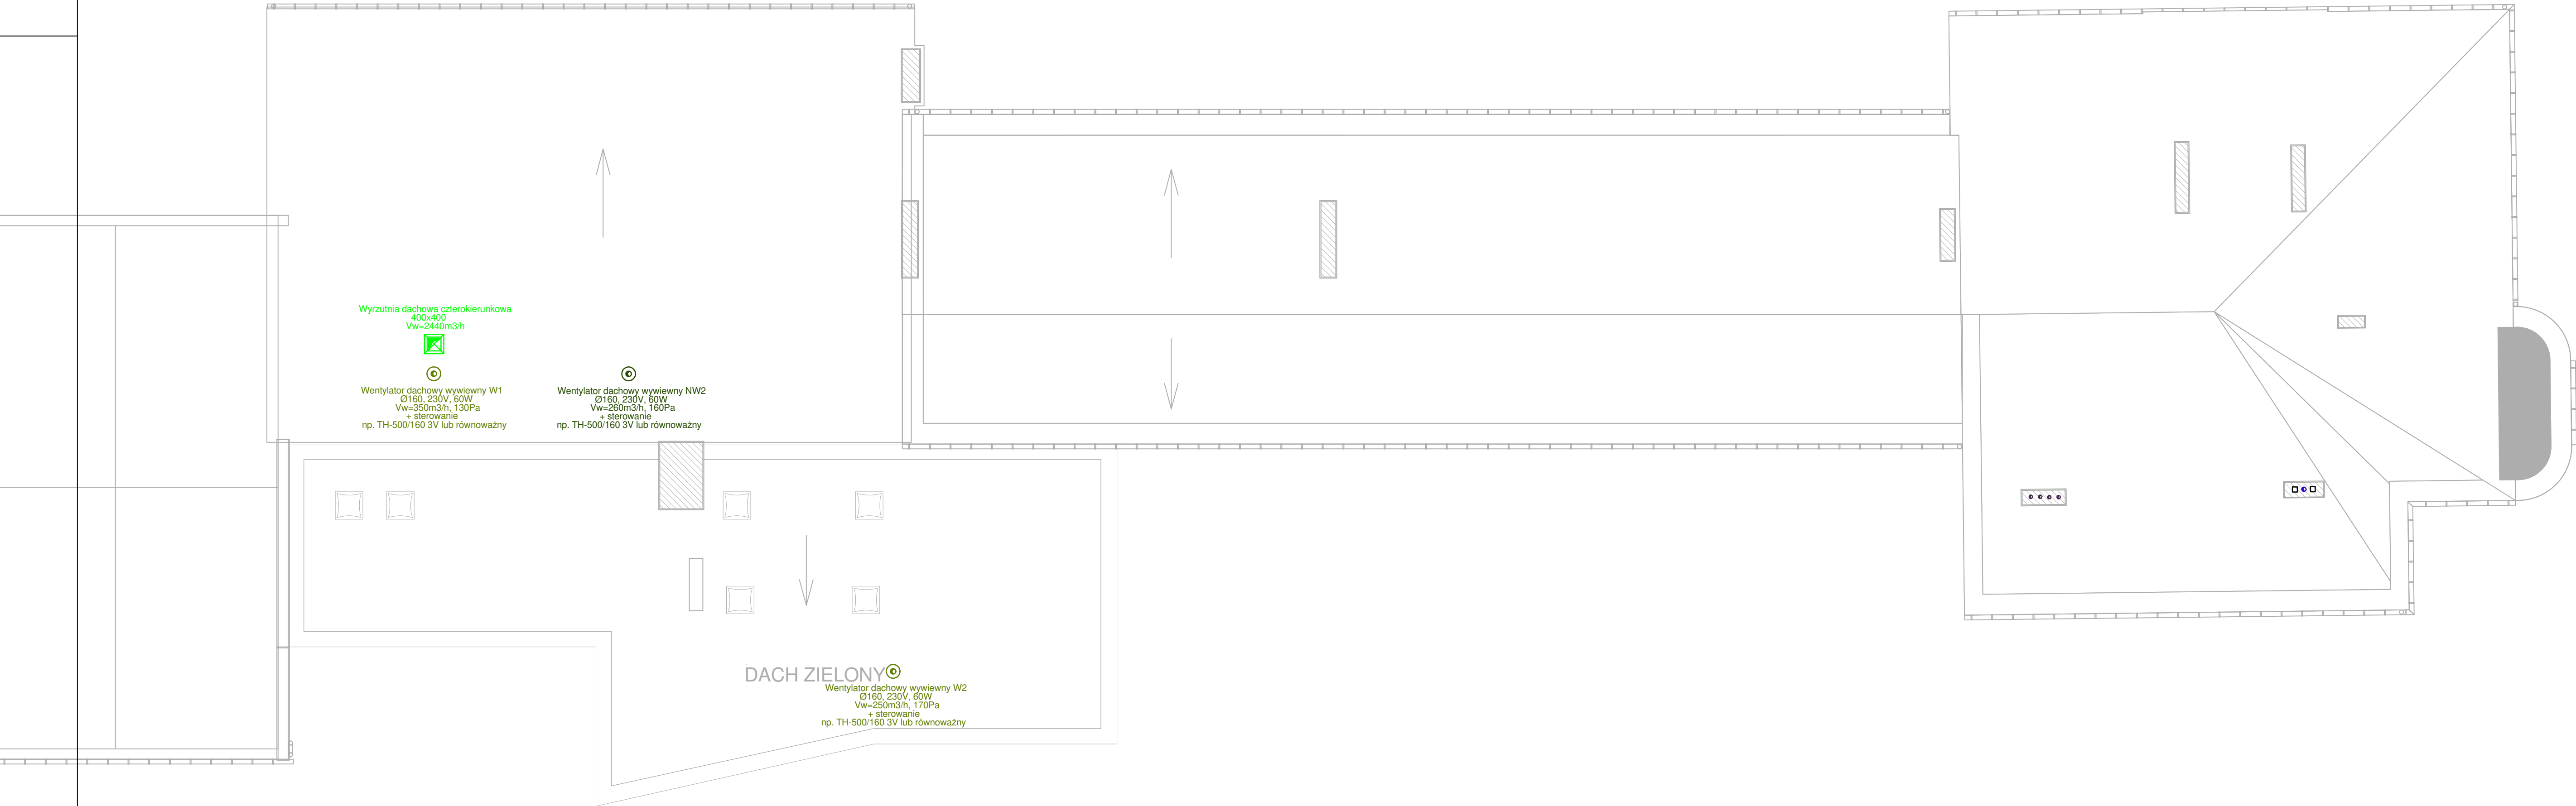 Wyrzutnia dachowa czterokierunkowa
400x400
Vw=2440m3/h
Wentylator dachowy wywiewny W1
Ø160, 230V, 60W
Vw=350m3/h, 130Pa
+ sterowanie
np. TH-500/160 3V lub równoważny
Wentylator dachowy wywiewny NW2
Ø160, 230V, 60W
Vw=260m3/h, 160Pa
+ sterowanie
np. TH-500/160 3V lub równoważny
DACH ZIELONY
Wentylator dachowy wywiewny W2
Ø160, 230V, 60W
Vw=250m3/h, 170Pa
+ sterowanie
np. TH-500/160 3V lub równoważny